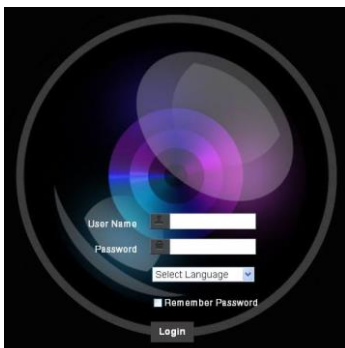 User Name
Password
Select Language
Remember Password
Login